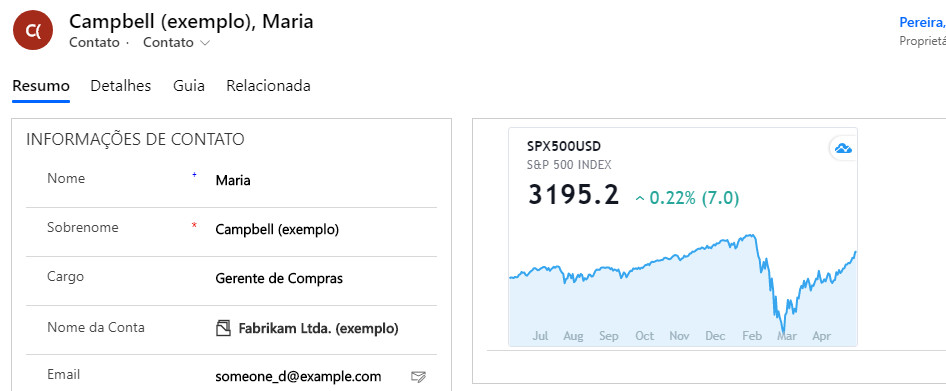 C(
Campbell (exemplo), Maria
Contato · Contato
Pereira,
Proprietá
Resumo Detalhes Guia Relacionada
INFORMAÇÕES DE CONTATO
Nome + Maria
Sobrenome * Campbell (exemplo)
Cargo Gerente de Compras
Nome da Conta Fabrikam Ltda. (exemplo)
Email someone_d@example.com
SPX500USD
S&P 500 INDEX
3195.2 0.22% (7.0)
Jul Aug Sep Oct Nov Dec Feb Mar Apr